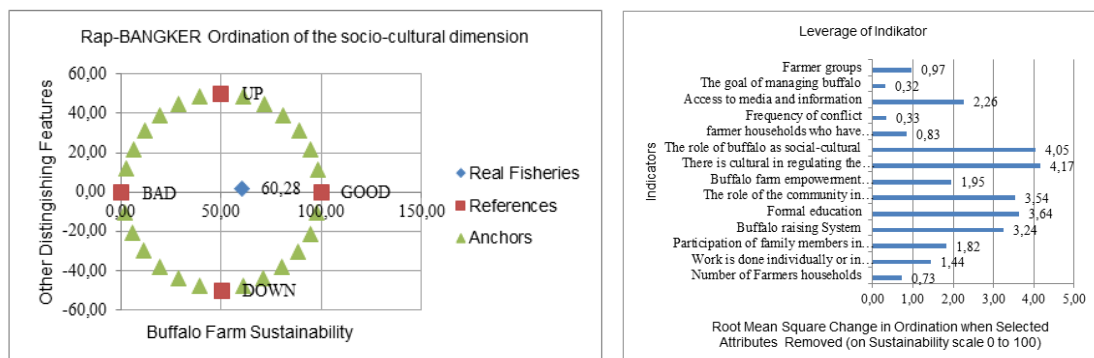 Rap-BANGKER Ordination of the socio-cultural dimension
Other Distingishing Features
60,00
40,00
20,00
0,00
-20,00
-40,00
-60,00
UP
BAD
60,28
GOOD
DOWN
0,00 50,00 100,00 150,00
Buffalo Farm Sustainability
Real Fisheries
References
Anchors
Leverage of Indikator
Indicators
Farmer groups 0,97
The goal of managing buffalo 0,32
Access to media and information 2,26
Frequency of conflict 0,33
farmer households who have.. 0,83
The role of buffalo as social-cultural 4,05
There is cultural in regulating the.. 4,17
Buffalo farm empowerment.. 1,95
The role of the community in.. 3,54
Formal education 3,64
Buffalo raising System 3,24
Participation of family members in.. 1,82
Work is done individually or in.. 1,44
Number of Farmers households 0,73
0,00 1,00 2,00 3,00 4,00 5,00
Root Mean Square Change in Ordination when Selected
Attributes Removed (on Sustainability scale 0 to 100)